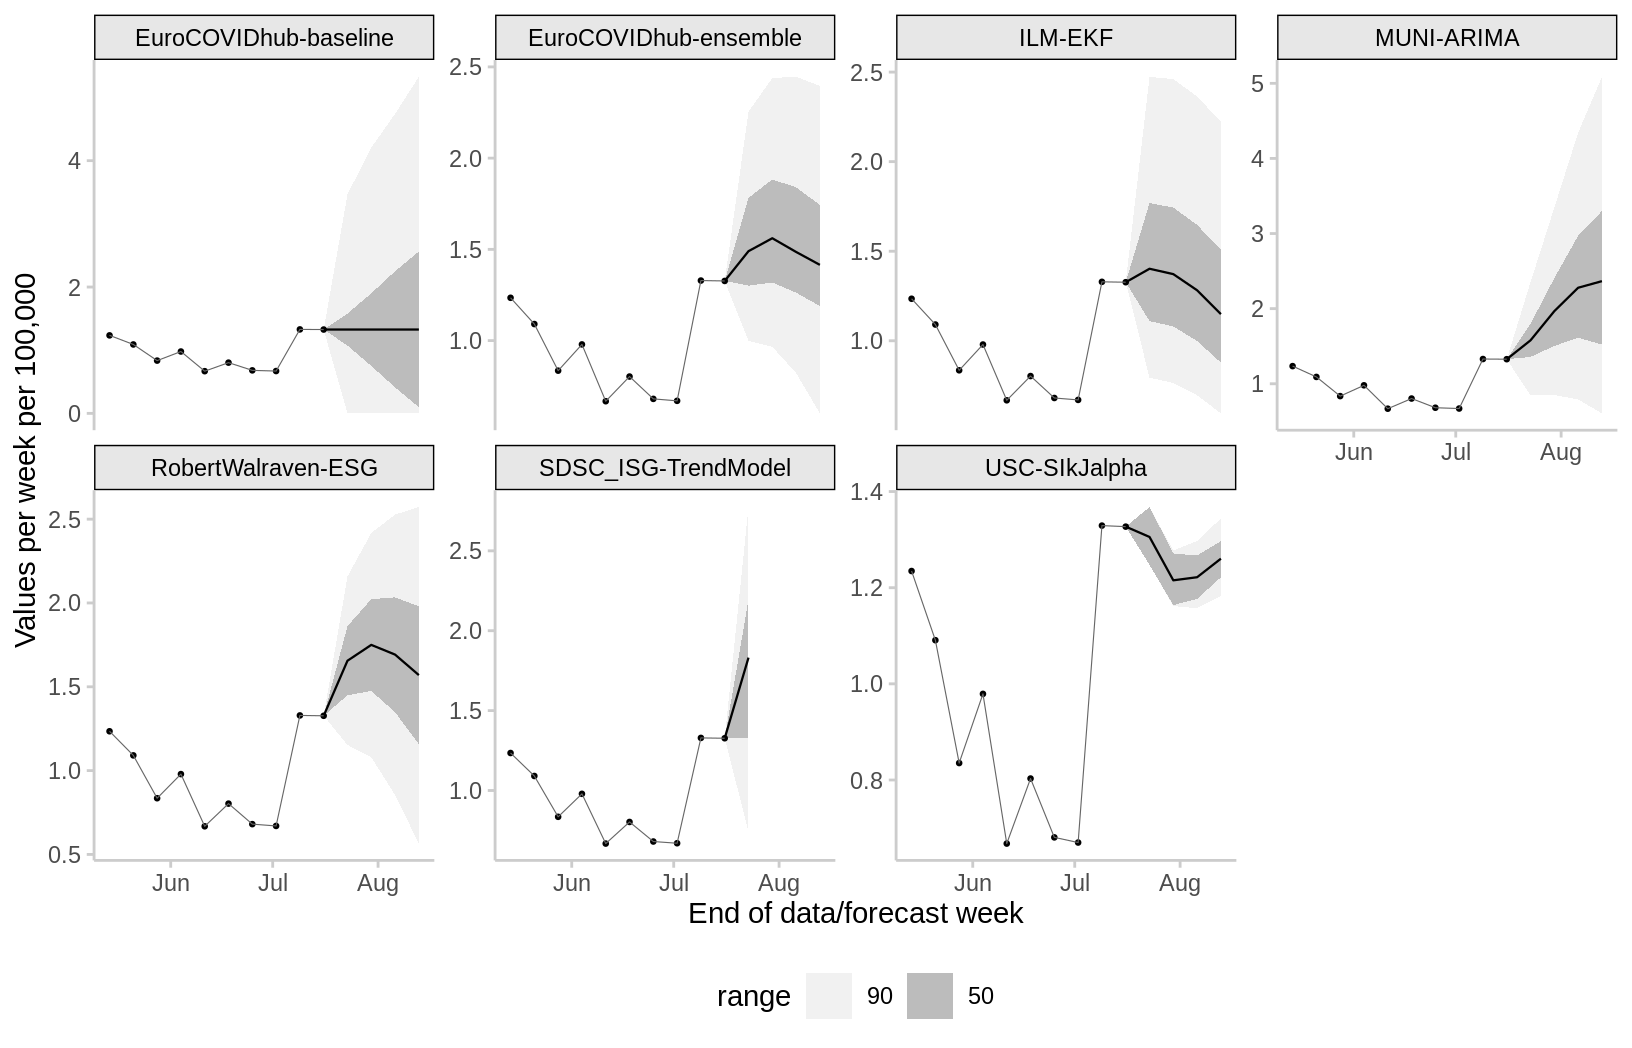 EuroCOVIDhub-baseline
EuroCOVIDhub-ensemble
ILM-EKF
MUNI-ARIMA
4
2
0
2.5
2.0
1.5
1.0
2.5
2.0
1.5
1.0
5
4
3
2
1
Jun Jul Aug
Values per week per 100,000
RobertWalraven-ESG
SDSC_ISG-TrendModel
USC-SIkJalpha
2.5
2.0
1.5
1.0
0.5
Jun Jul Aug
2.5
2.0
1.5
1.0
Jun Jul Aug
1.4
1.2
1.0
0.8
Jun Jul Aug
End of data/forecast week
range 90 50